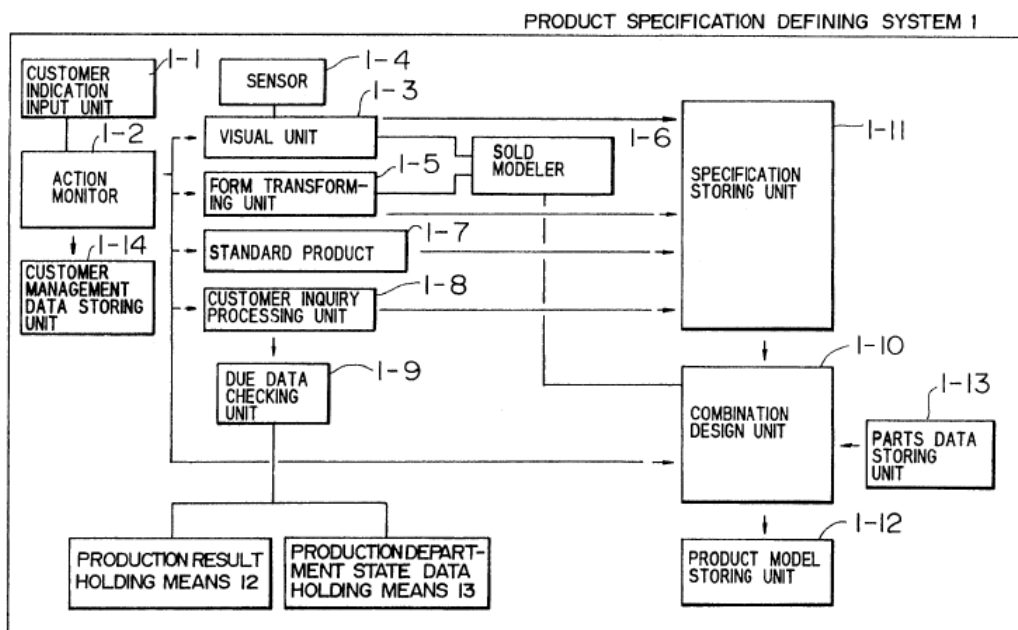 PRODUCT SPECIFICATION DEFINING SYSTEM 1
1-1
CUSTOMER
INDICATION
INPUT UNIT
1-4
SENSOR
1-3
VISUAL UNIT
1-2
ACTION
MONITOR
1-6
SOLD
MODELER
1-5
FORM TRANSFORM-
ING UNIT
1-11
SPECIFICATION
STORING UNIT
1-7
STANDARD PRODUCT
1-14
CUSTOMER
MANAGEMENT
DATA STORING
UNIT
1-8
CUSTOMER INQUIRY
PROCESSING UNIT
1-9
DUE DATA
CHECKING
UNIT
1-10
COMBINATION
DESIGN UNIT
1-13
PARTS DATA
STORING
UNIT
PRODUCTION RESULT
HOLDING MEANS 12
PRODUCTION DEPART-
MENT STATE DATA
HOLDING MEANS 13
1-12
PRODUCT MODEL
STORING UNIT